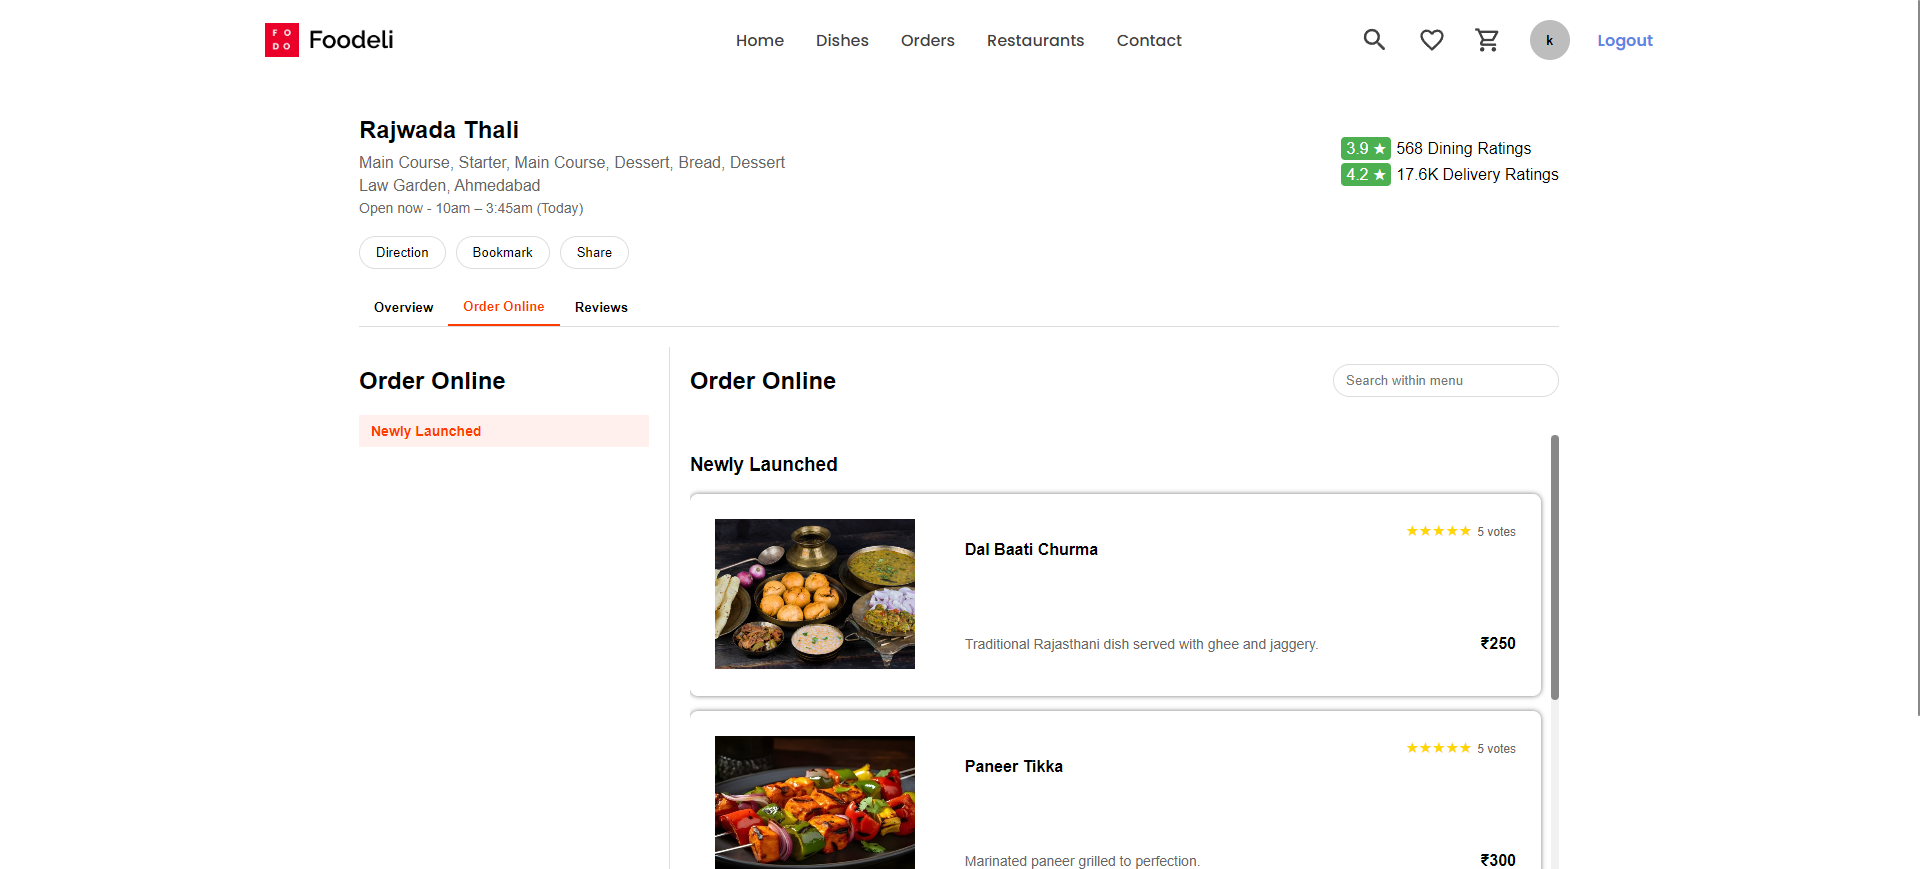 FO
DO
Foodeli
Home Dishes Orders Restaurants Contact
k
Logout
Rajwada Thali
Main Course, Starter, Main Course, Dessert, Bread, Dessert
Law Garden, Ahmedabad
Open now - 10am – 3:45am (Today)
3.9 ★ 568 Dining Ratings
4.2 ★ 17.6K Delivery Ratings
Direction Bookmark Share
Overview Order Online Reviews
Order Online
Newly Launched
Order Online
Search within menu
Newly Launched
★★★★★ 5 votes
Dal Baati Churma
Traditional Rajasthani dish served with ghee and jaggery.
₹250
★★★★★ 5 votes
Paneer Tikka
Marinated paneer grilled to perfection.
₹300